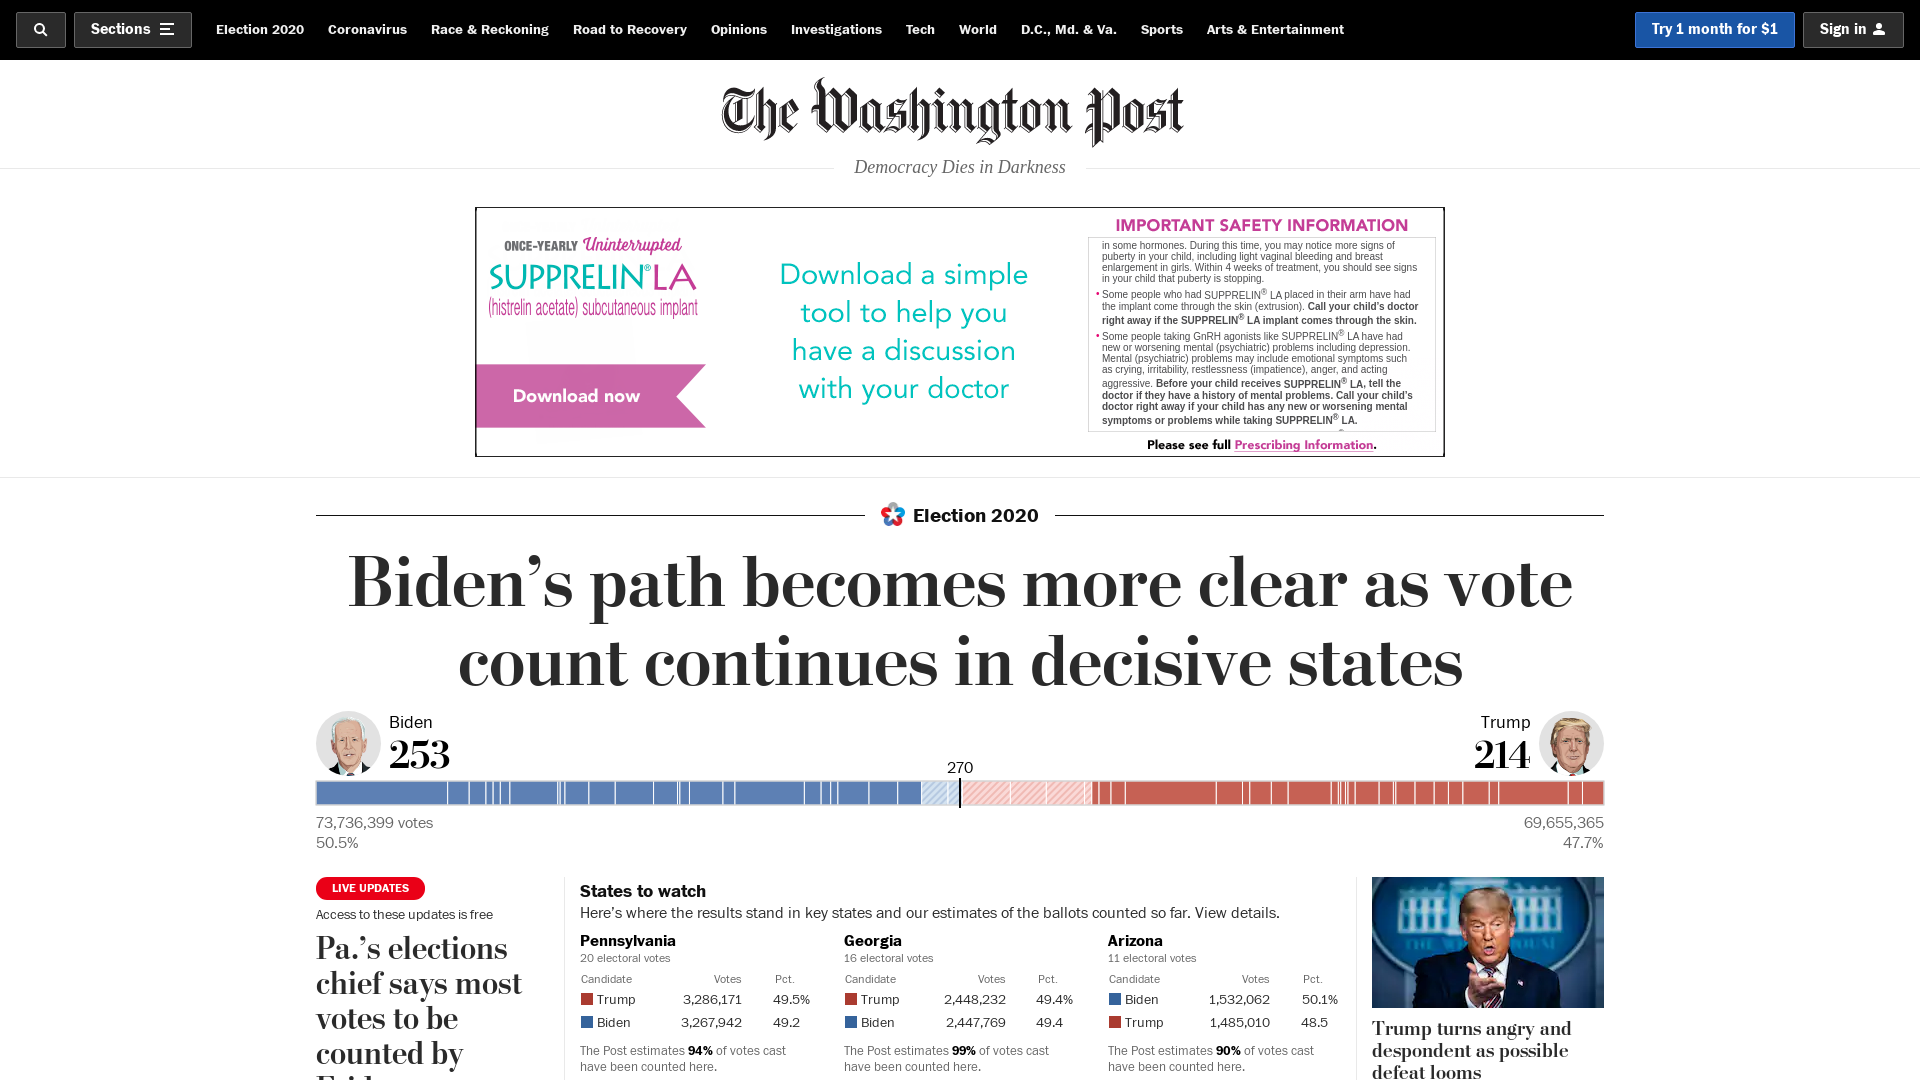 Sections
Election 2020 Coronavirus Race & Reckoning Road to Recovery Opinions Investigations Tech World D.C., Md. & Va. Sports Arts & Entertainment
Try 1 month for $1
Sign in
The Washington Post
Democracy Dies in Darkness
ONCE-YEARLY Uninterrupted
SUPPRELIN® LA
(histrelin acetate) subcutaneous implant
Download now
Download a simple
tool to help you
have a discussion
with your doctor
IMPORTANT SAFETY INFORMATION
in some hormones. During this time, you may notice more signs of
puberty in your child, including light vaginal bleeding and breast
enlargement in girls. Within 4 weeks of treatment, you should see signs
in your child that puberty is stopping.
• Some people who had SUPPRELIN® LA placed in their arm have had
the implant come through the skin (extrusion). Call your child's doctor
right away if the SUPPRELIN® LA implant comes through the skin.
• Some people taking GnRH agonists like SUPPRELIN® LA have had
new or worsening mental (psychiatric) problems including depression.
Mental (psychiatric) problems may include emotional symptoms such
as crying, irritability, restlessness (impatience), anger, and acting
aggressive. Before your child receives SUPPRELIN® LA, tell the
doctor if they have a history of mental problems. Call your child's
doctor right away if your child has any new or worsening mental
symptoms or problems while taking SUPPRELIN® LA.
Please see full Prescribing Information.
Election 2020
Biden’s path becomes more clear as vote
count continues in decisive states
Biden
253
Trump
214
270
73,736,399 votes
50.5%
69,655,365
47.7%
LIVE UPDATES
Access to these updates is free
Pa.’s elections
chief says most
votes to be
counted by
States to watch
Here’s where the results stand in key states and our estimates of the ballots counted so far. View details.
Pennsylvania
20 electoral votes
Candidate Votes Pct.
Trump 3,286,171 49.5%
Biden 3,267,942 49.2
The Post estimates 94% of votes cast
have been counted here.
Georgia
16 electoral votes
Candidate Votes Pct.
Trump 2,448,232 49.4%
Biden 2,447,769 49.4
The Post estimates 99% of votes cast
have been counted here.
Arizona
11 electoral votes
Candidate Votes Pct.
Biden 1,532,062 50.1%
Trump 1,485,010 48.5
The Post estimates 90% of votes cast
have been counted here.
Trump turns angry and
despondent as possible
defeat looms